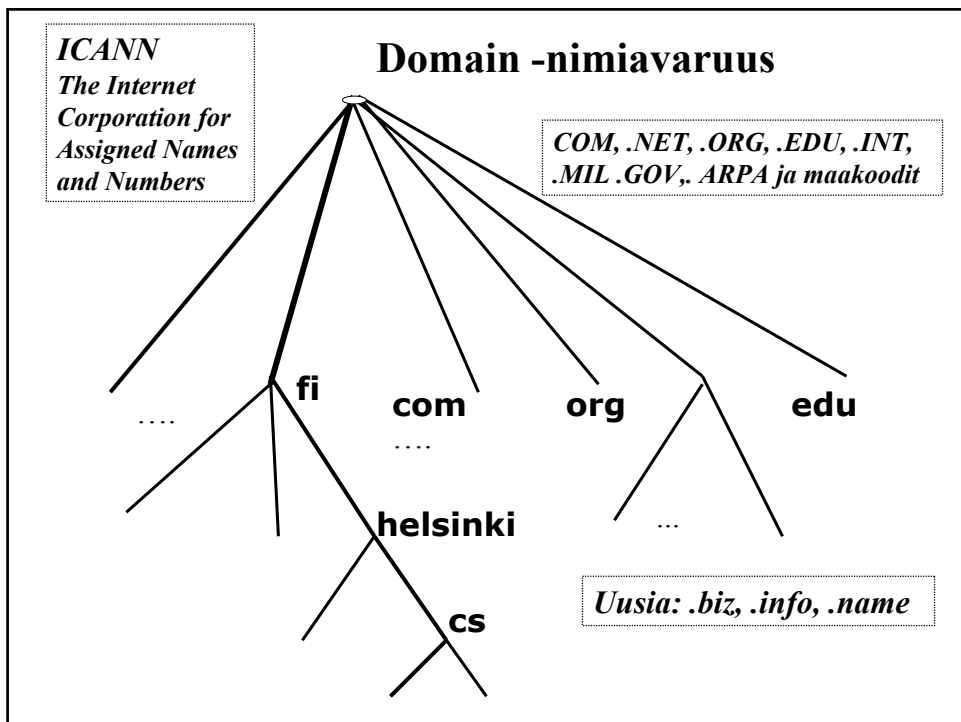 ICANN
The Internet
Corporation for
Assigned Names
and Numbers
Domain -nimiavaruus
COM, .NET, .ORG, .EDU, .INT,
.MIL .GOV,. ARPA ja maakoodit
fi
com
org
edu
....
....
helsinki
...
Uusia: .biz, .info, .name
cs